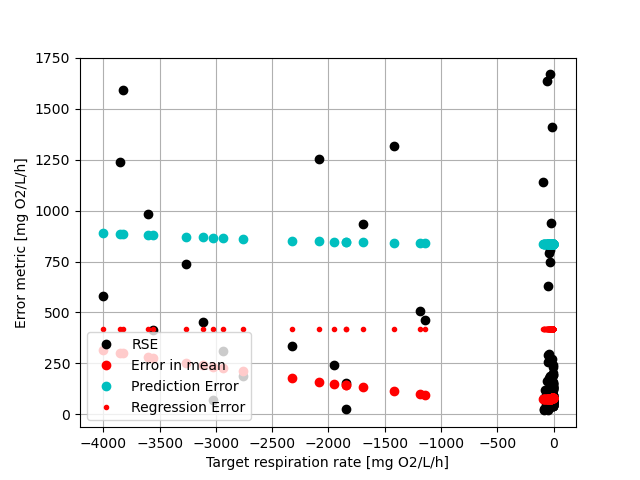 1750
1500
1250
1000
750
500
250
0
Error metric [mg O2/L/h]
RSE
Error in mean
Prediction Error
Regression Error
−4000 −3500 −3000 −2500 −2000 −1500 −1000 −500 0
Target respiration rate [mg O2/L/h]